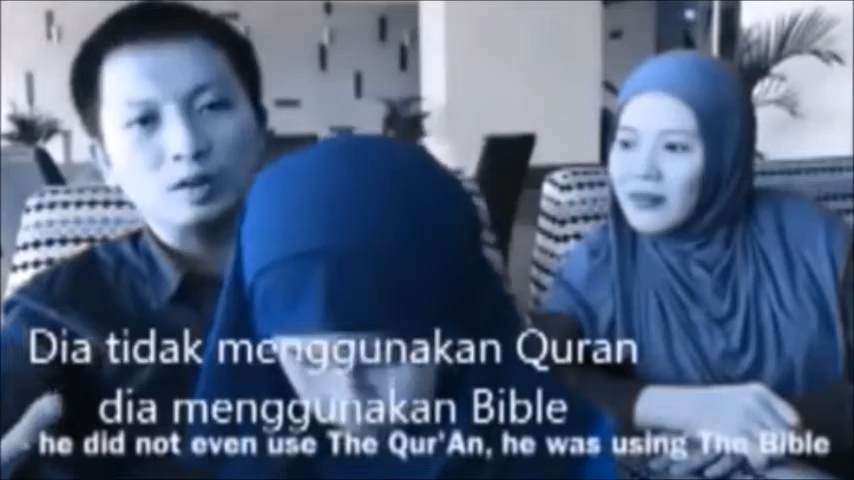 Dia tidak menggunakan Quran
dia menggunakan Bible
he did not even use The Qur'An, he was using The Bible